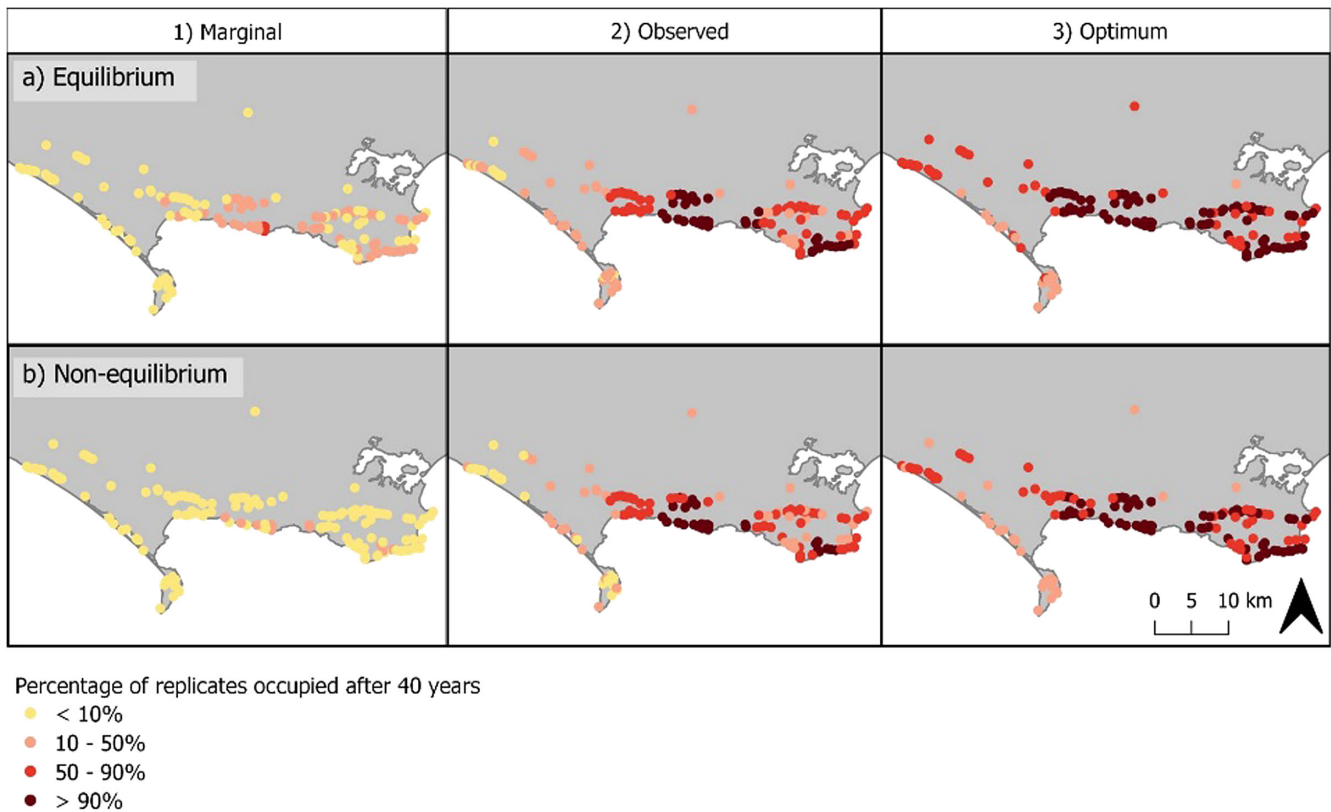 1) Marginal
2) Observed
3) Optimum
a) Equilibrium
b) Non-equilibrium
0 5 10 km
Percentage of replicates occupied after 40 years
< 10%
10 - 50%
50 - 90%
> 90%